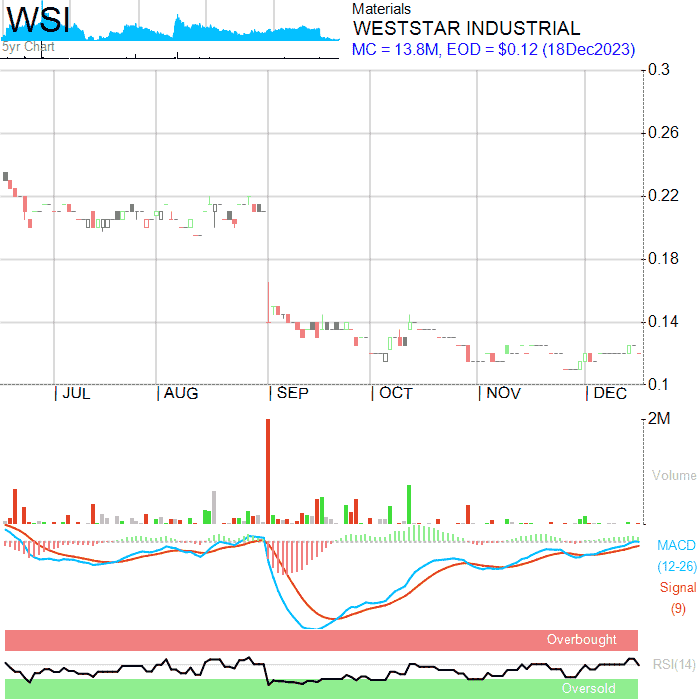 WSI
5yr Chart
Materials
WESTSTAR INDUSTRIAL
MC = 13.8M, EOD = $0.12 (18Dec2023)
0.3
0.26
0.22
0.18
0.14
0.1
JUL AUG SEP OCT NOV DEC
2M
Volume
MACD
(12-26)
Signal
(9)
Overbought
RSI(14)
Oversold